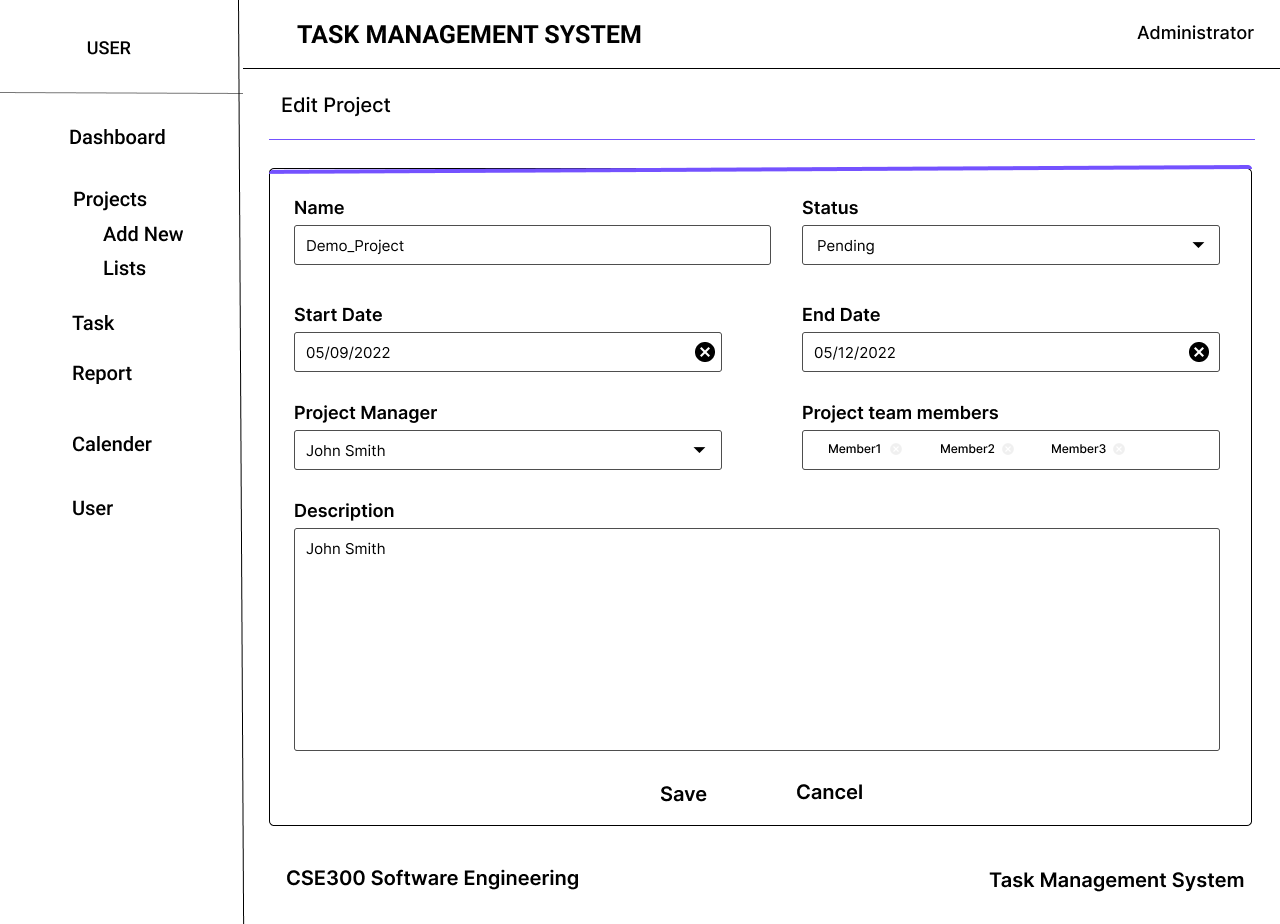 USER
TASK MANAGEMENT SYSTEM
Administrator
Edit Project
Dashboard
Projects
Add New
Lists
Task
Report
Calender
User
Name
Status
Demo_Project
Pending
Start Date
End Date
05/09/2022
05/12/2022
Project Manager
Project team members
John Smith
Member1 Member2 Member3
Description
John Smith
Save
Cancel
CSE300 Software Engineering
Task Management System